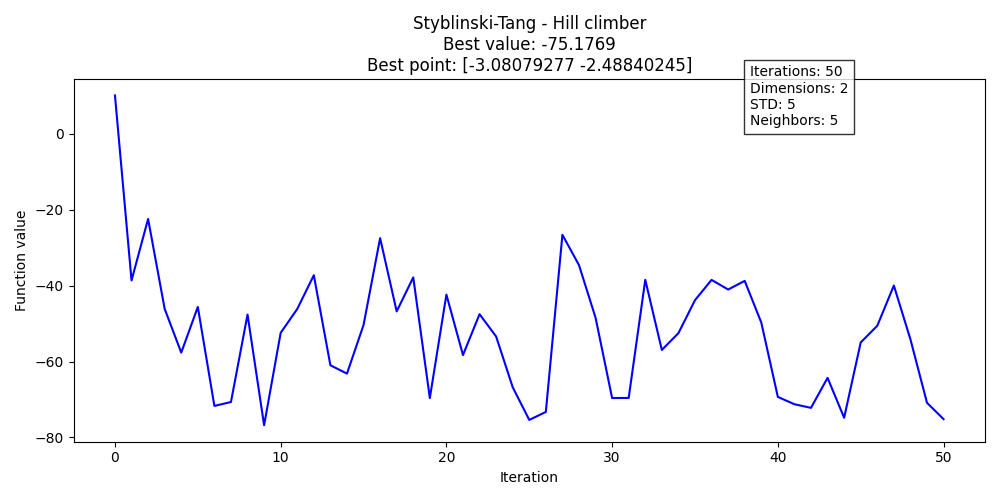 Styblinski-Tang - Hill climber
Best value: -75.1769
Best point: [-3.08079277 -2.48840245]
Iterations: 50
Dimensions: 2
STD: 5
Neighbors: 5
Function value
0
−20
−40
−60
−80
0
10
20
30
40
50
Iteration